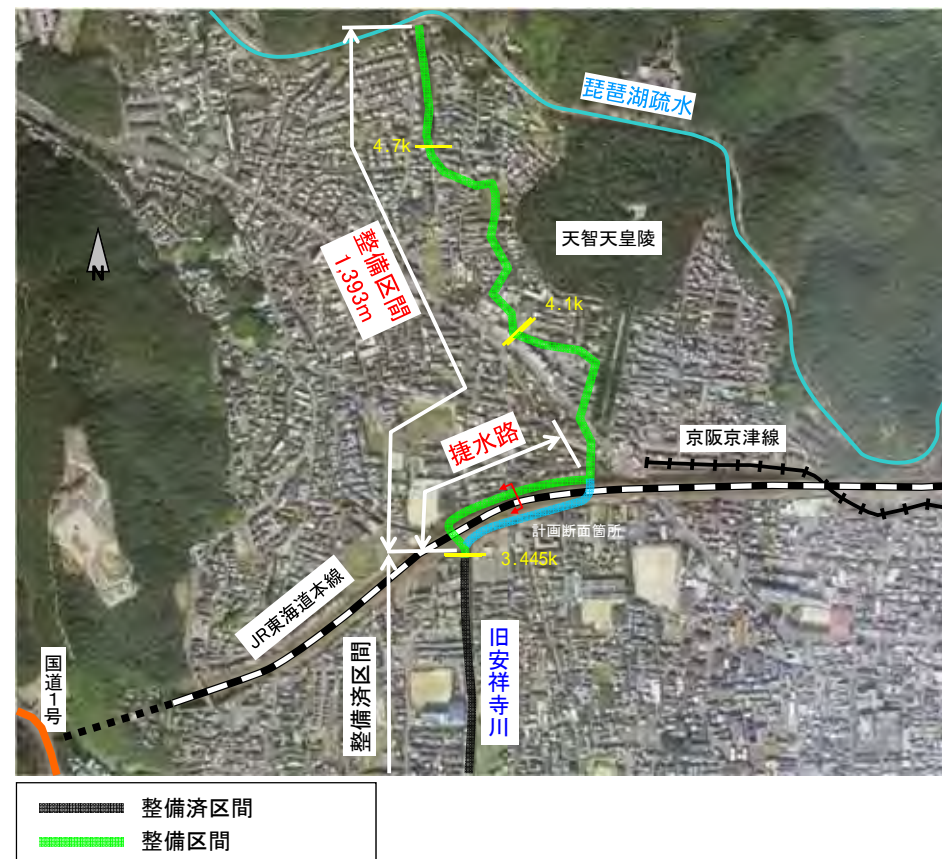 琵琶湖疏水
4.7k
天智天皇陵
整備区間
1,393m
N
4.1k
捷水路
京阪京津線
計画断面箇所
3.445k
JR東海道本線
国道1号
整備済区間
旧安祥寺川
整備済区間
整備区間